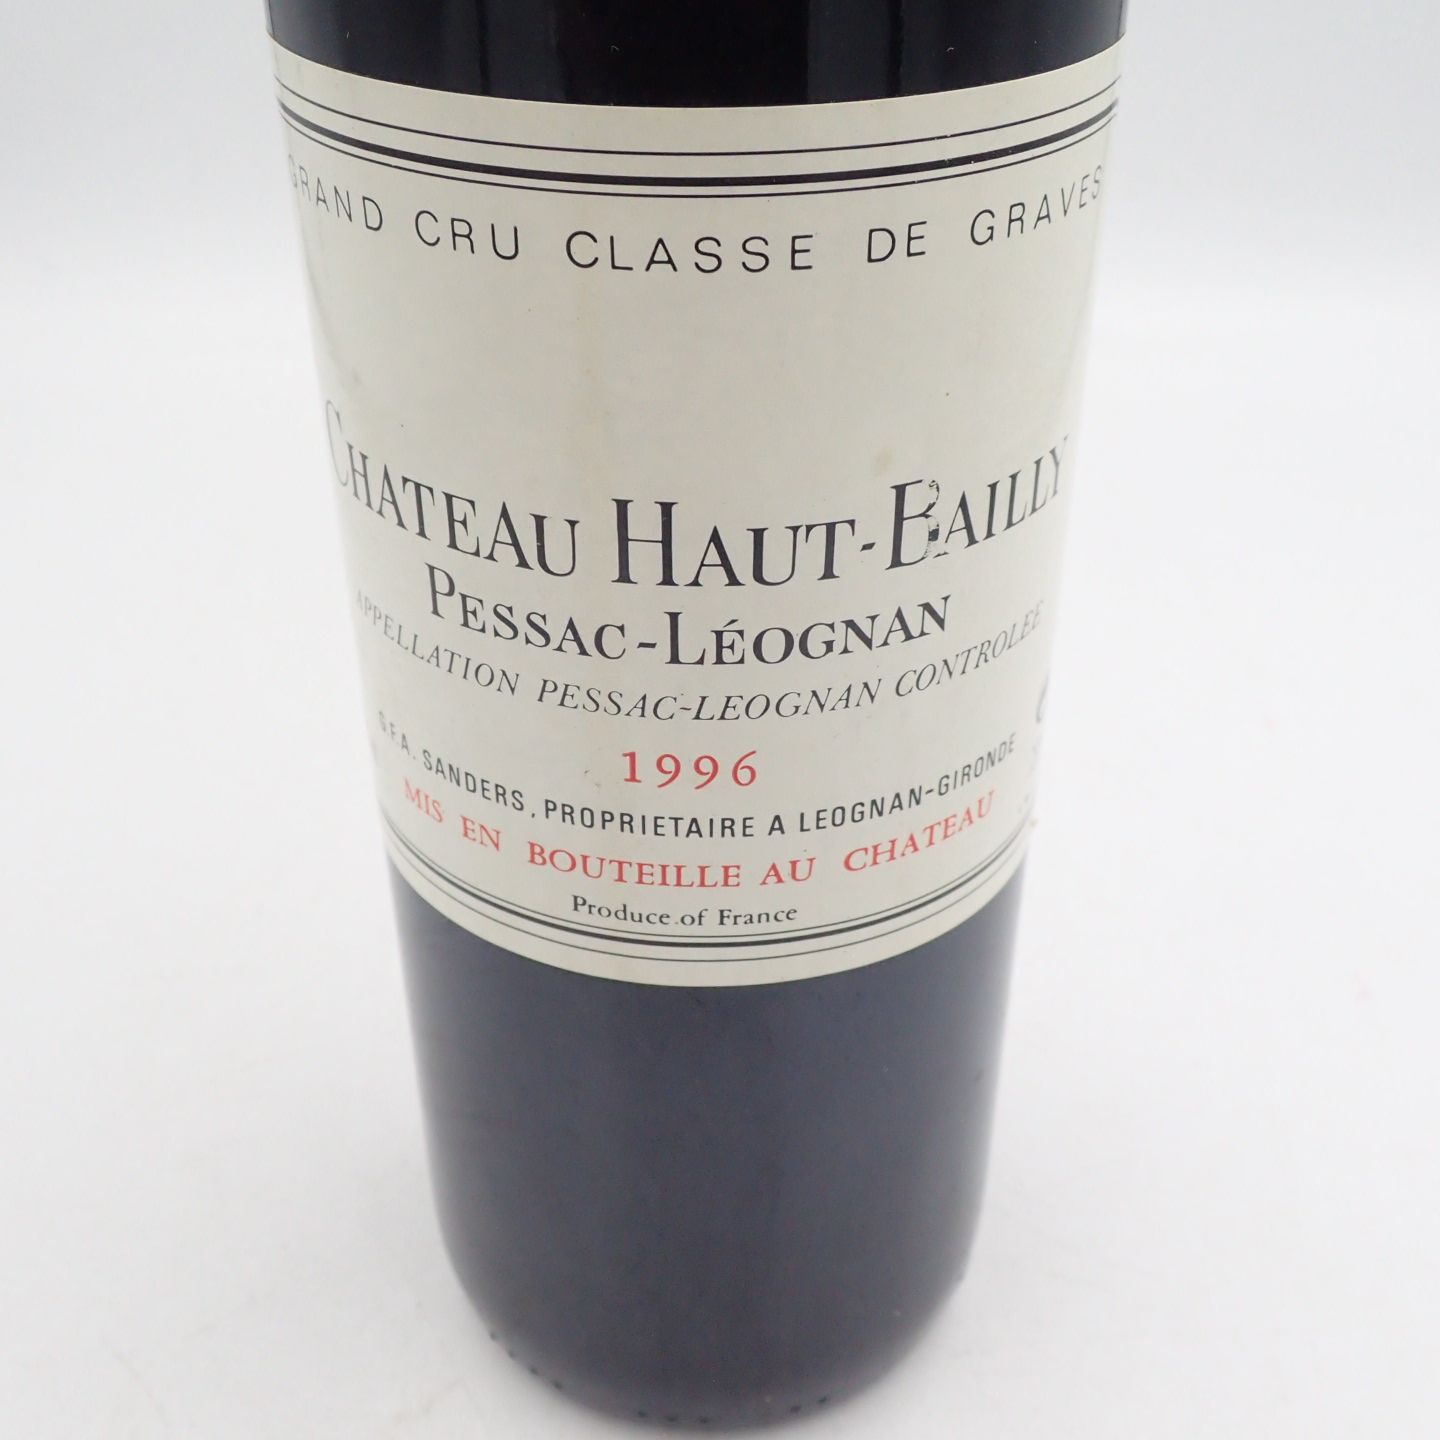 GRAND CRU CLASSE DE GRAVES
CHATEAU HAUT-BAILLY
PESSAC-LÉOGNAN
APPELLATION PESSAC-LEOGNAN CONTROLEE
1996
G.F.A. SANDERS, PROPRIETAIRE A LEOGNAN-GIRONDE
MIS EN BOUTEILLE AU CHATEAU
Produce of France